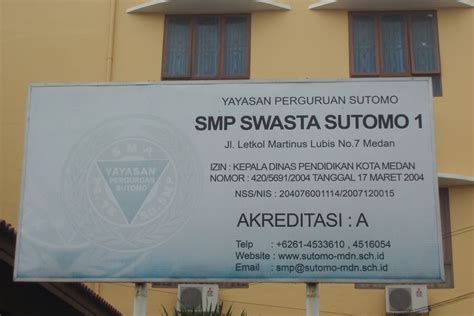 YAYASAN PERGURUAN SUTOMO
SMP SWASTA SUTOMO 1
Jl. Letkol Martinus Lubis No.7 Medan
IZIN : KEPALA DINAS PENDIDIKAN KOTA MEDAN
NOMOR : 420/5691/2004 TANGGAL 17 MARET 2004
NSS/NIS : 204076001114/2007120015
AKREDITASI : A
Telp : +6261-4533610 , 4516054
Website : www.sutomo-mdn.sch.id
Email : smp@sutomo-mdn.sch.id
SMA
YAYASAN
PERGURUAN
SUTOMO
SMP